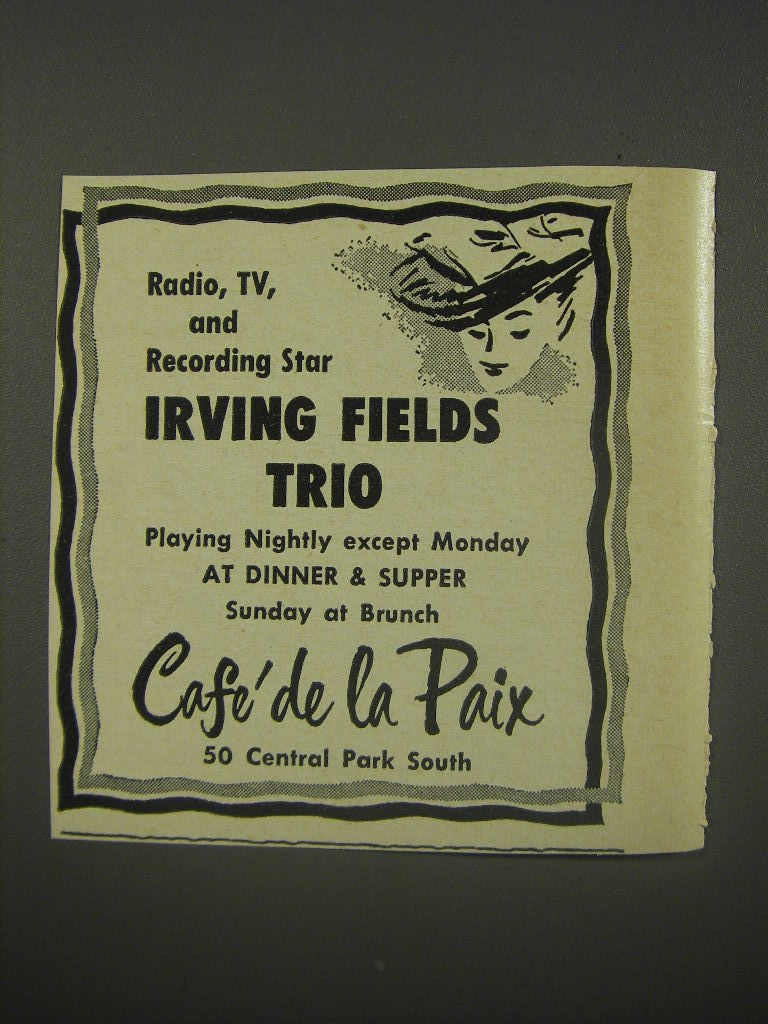 Radio, TV,
and
Recording Star
IRVING FIELDS
TRIO
Playing Nightly except Monday
AT DINNER & SUPPER
Sunday at Brunch
Café de la Paix
50 Central Park South